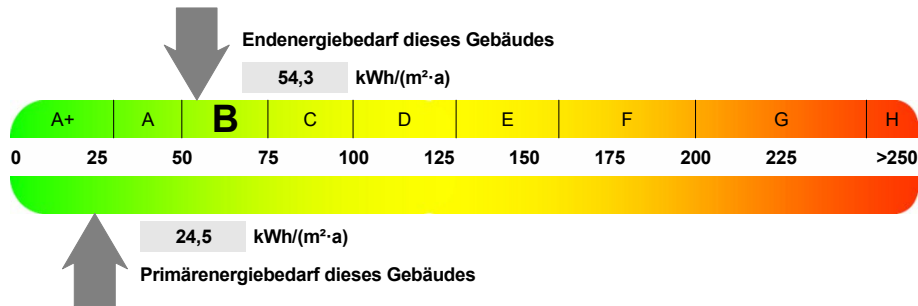 Endenergiebedarf dieses Gebäudes
54,3 kWh/(m²·a)
A+ A B C D E F G H
0 25 50 75 100 125 150 175 200 225 >250
24,5 kWh/(m²·a)
Primärenergiebedarf dieses Gebäudes